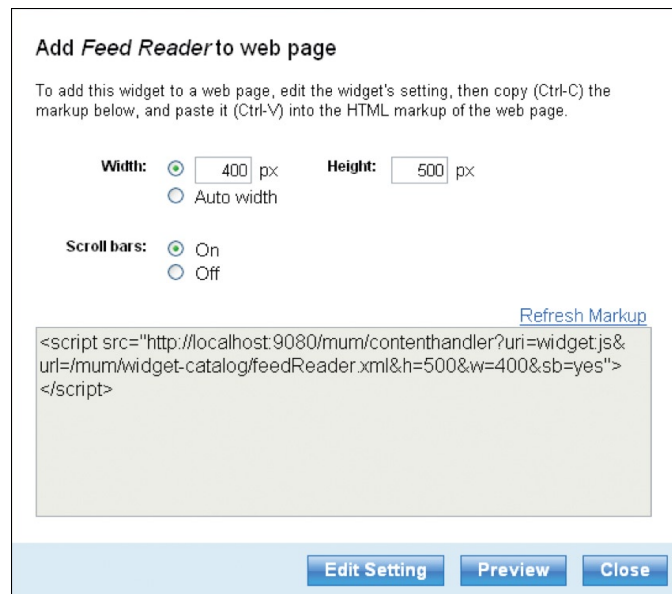 Add Feed Reader to web page
To add this widget to a web page, edit the widget's setting, then copy (Ctrl-C) the
markup below, and paste it (Ctrl-V) into the HTML markup of the web page.
Width: 400 px Height: 500 px
Auto width
Scroll bars: On
Off
Refresh Markup
<script src="http://localhost:9080/mum/contenthandler?uri=widget:js&
url=/mum/widget-catalog/feedReader.xml&h=500&w=400&sb=yes">
</script>
Edit Setting Preview Close